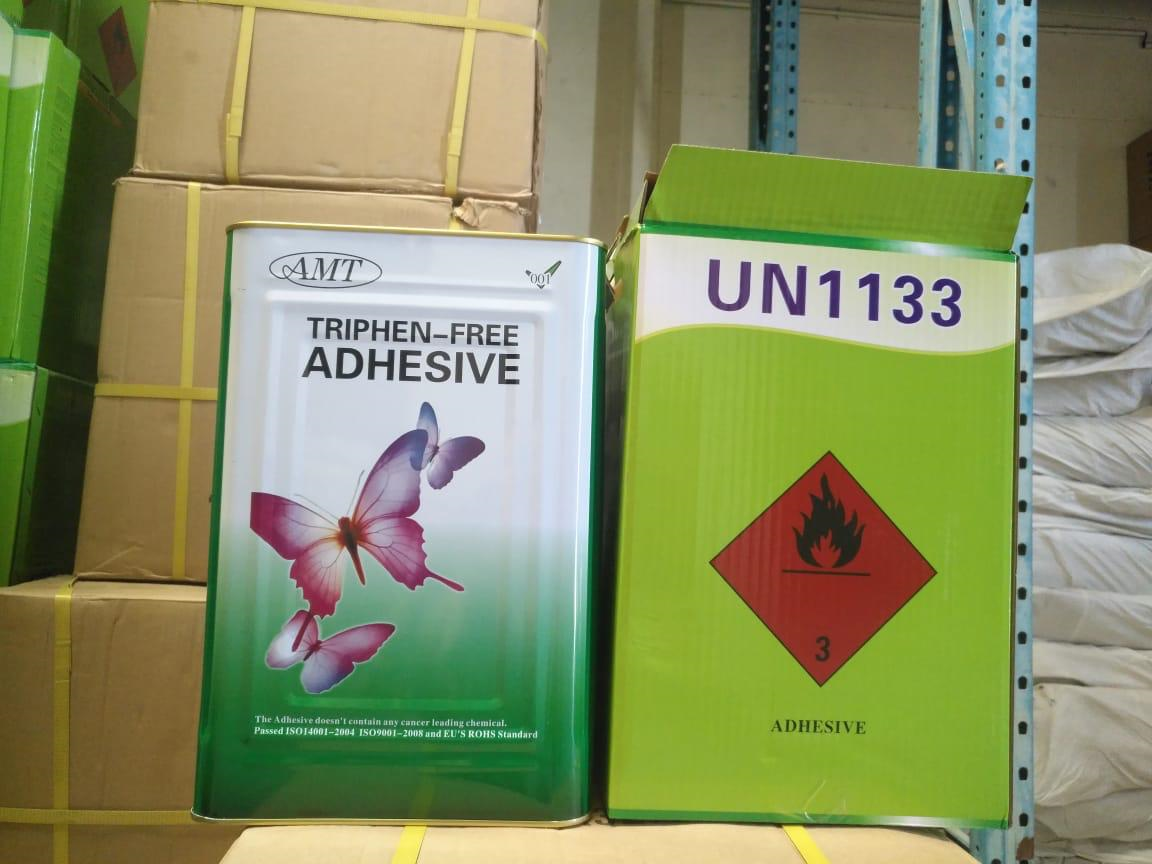 AMT
001
TRIPHEN-FREE
ADHESIVE
The Adhesive doesn't contain any cancer leading chemical.
Passed ISO14001-2004 ISO9001-2008 and EU'S ROHS Standard
UN1133
3
ADHESIVE